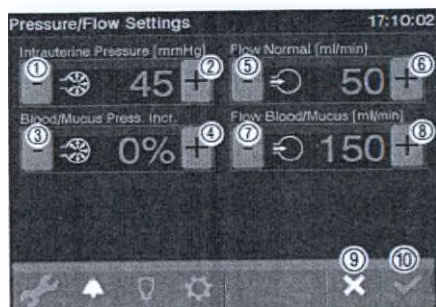 Pressure/Flow Settings 17:10:02
Intrauterine Pressure [mmHg] Flow Normal [ml/min]
① - 45 + ② ⑤ - 50 + ⑥
Blood/Mucus Press. Incr. Flow Blood/Mucus [ml/min]
③ - 0% + ④ ⑦ - 150 + ⑧
⑨ ⑩